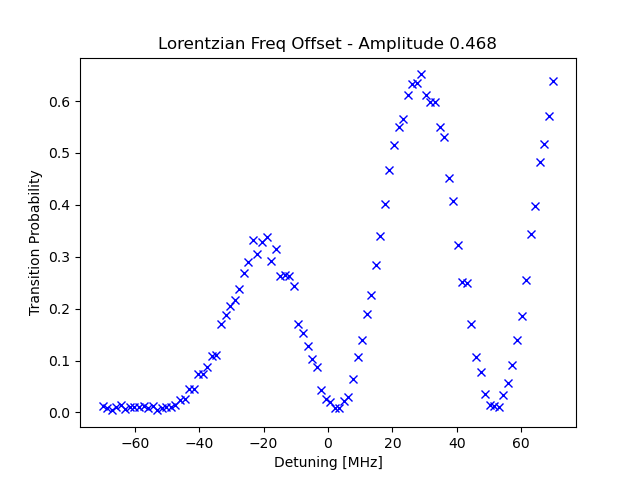 Lorentzian Freq Offset - Amplitude 0.468
Transition Probability
0.6
0.5
0.4
0.3
0.2
0.1
0.0
−60 −40 −20 0 20 40 60
Detuning [MHz]